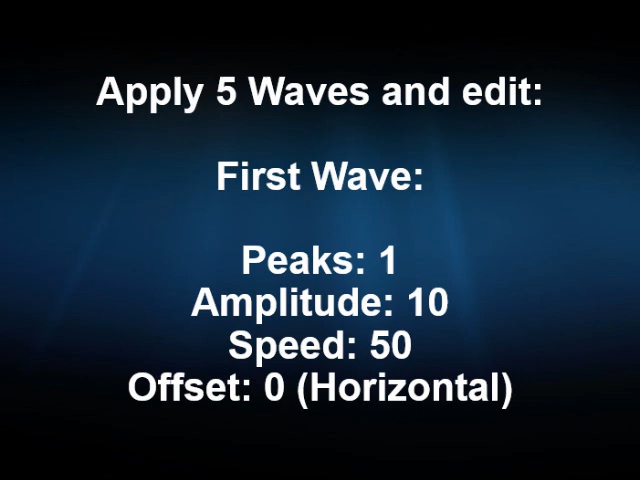 Apply 5 Waves and edit:
First Wave:
Peaks: 1
Amplitude: 10
Speed: 50
Offset: 0 (Horizontal)